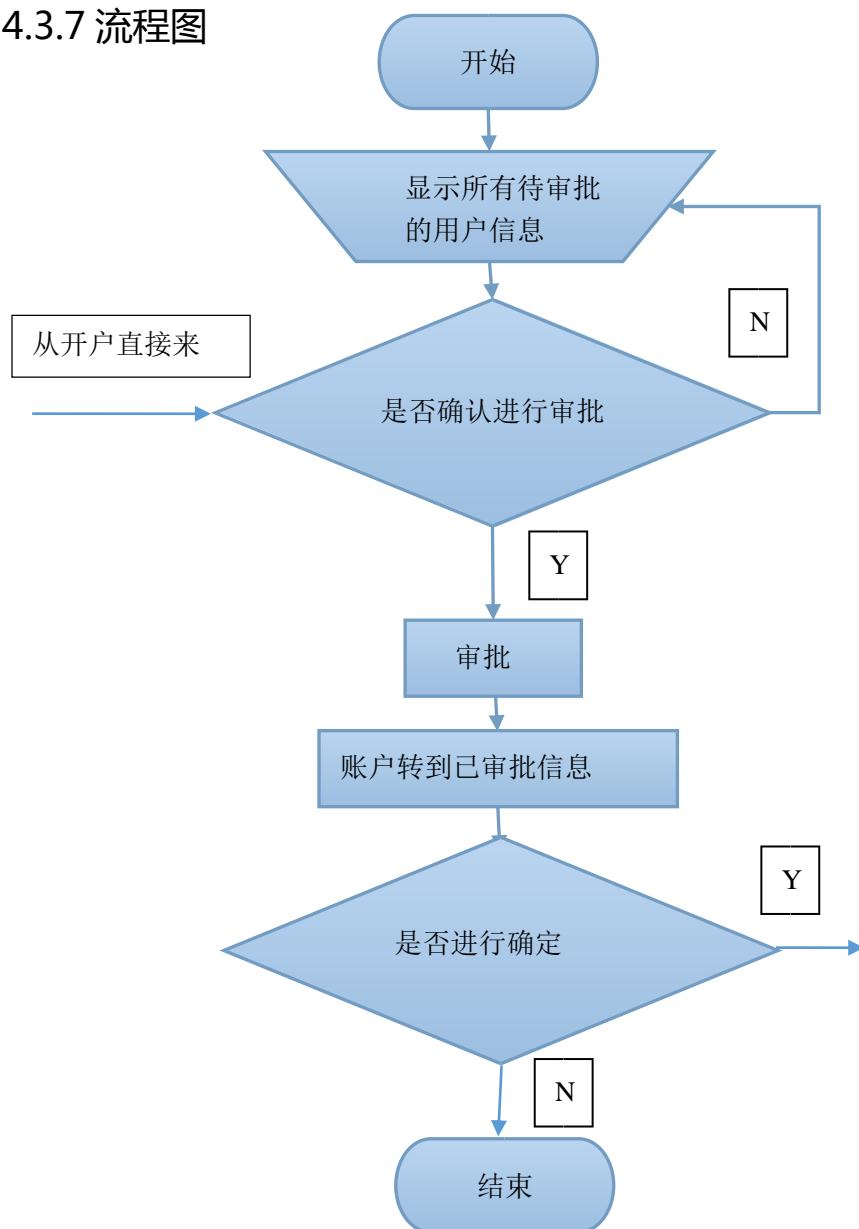 4.3.7 流程图
开始
显示所有待审批
的用户信息
N
从开户直接来
是否确认进行审批
Y
审批
账户转到已审批信息
Y
是否进行确定
N
结束